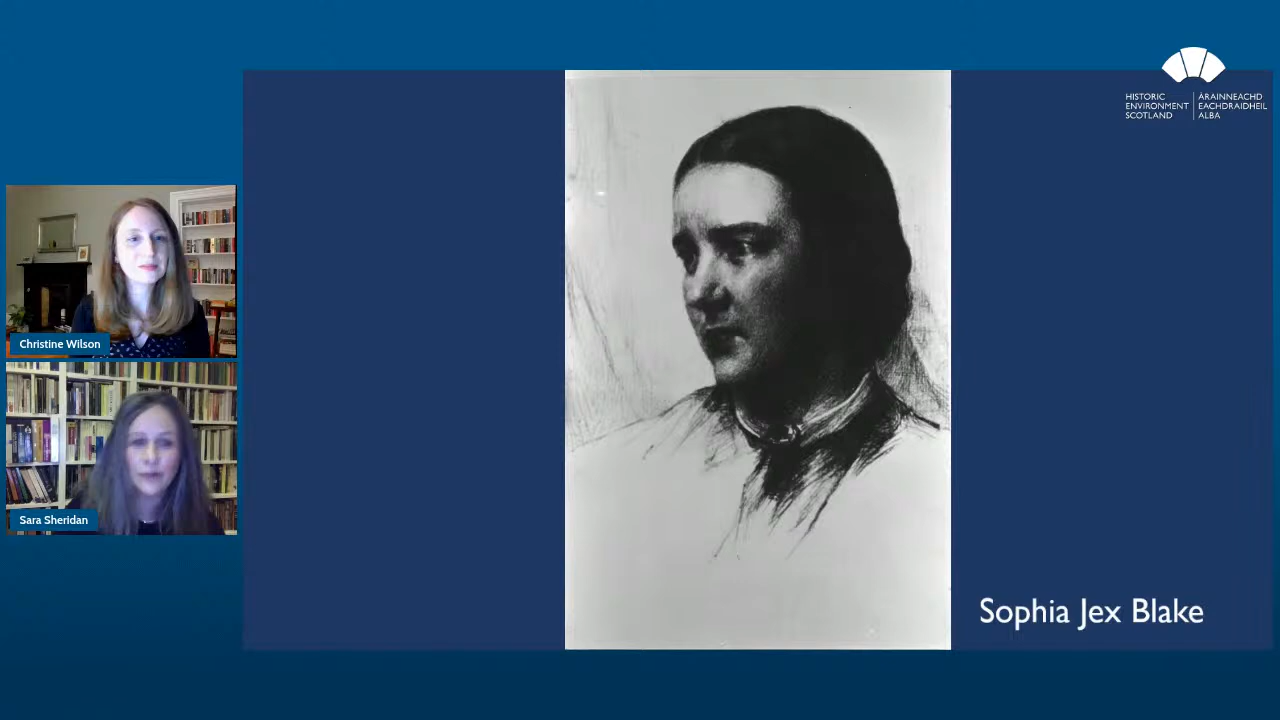 HISTORIC
ENVIRONMENT
SCOTLAND
ÀRAINNEACHD
EACHDRAIDHEIL
ALBA
Christine Wilson
Sara Sheridan
Sophia Jex Blake